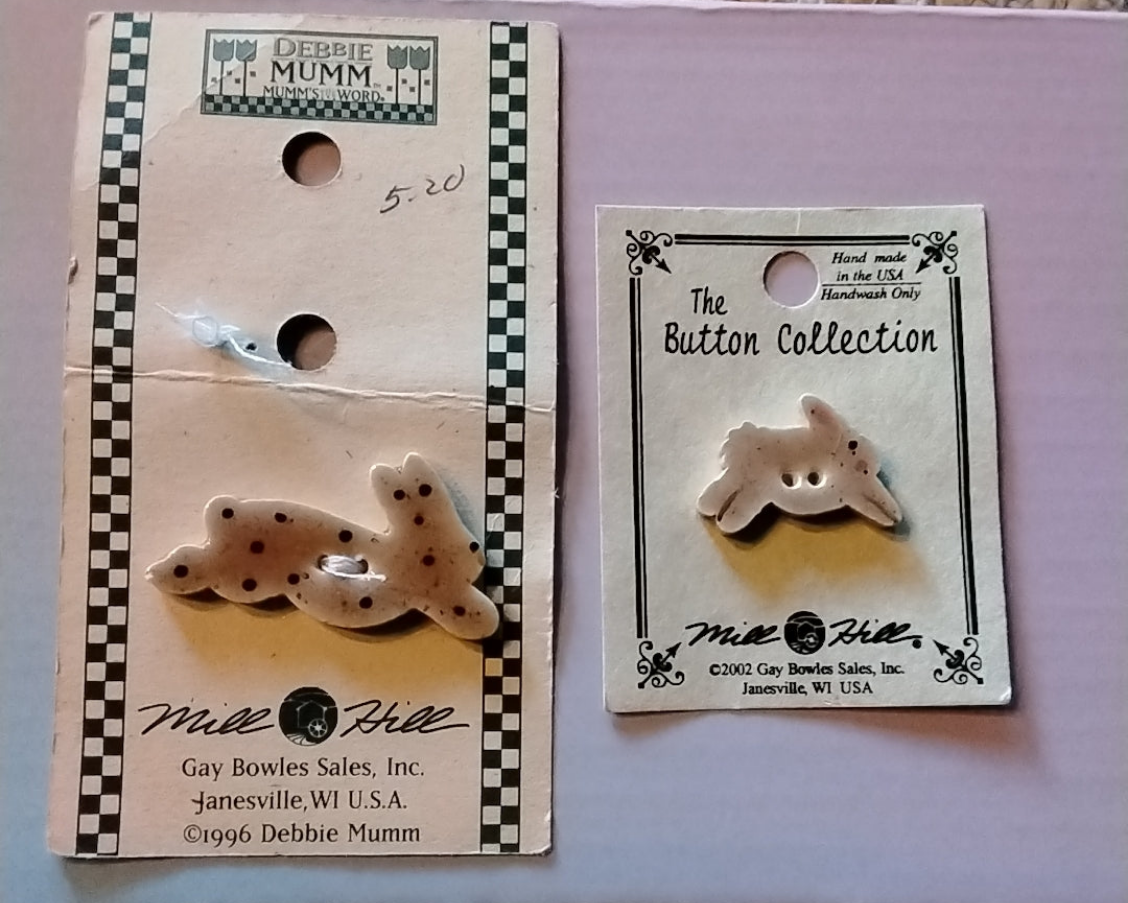 DEBBIE
MUMM™
MUMM'S THE WORD®
5.20
Mill Hill
Gay Bowles Sales, Inc.
Janesville, WI U.S.A.
©1996 Debbie Mumm
Hand made
in the USA
Handwash Only
The
Button Collection
Mill Hill®
©2002 Gay Bowles Sales, Inc.
Janesville, WI USA